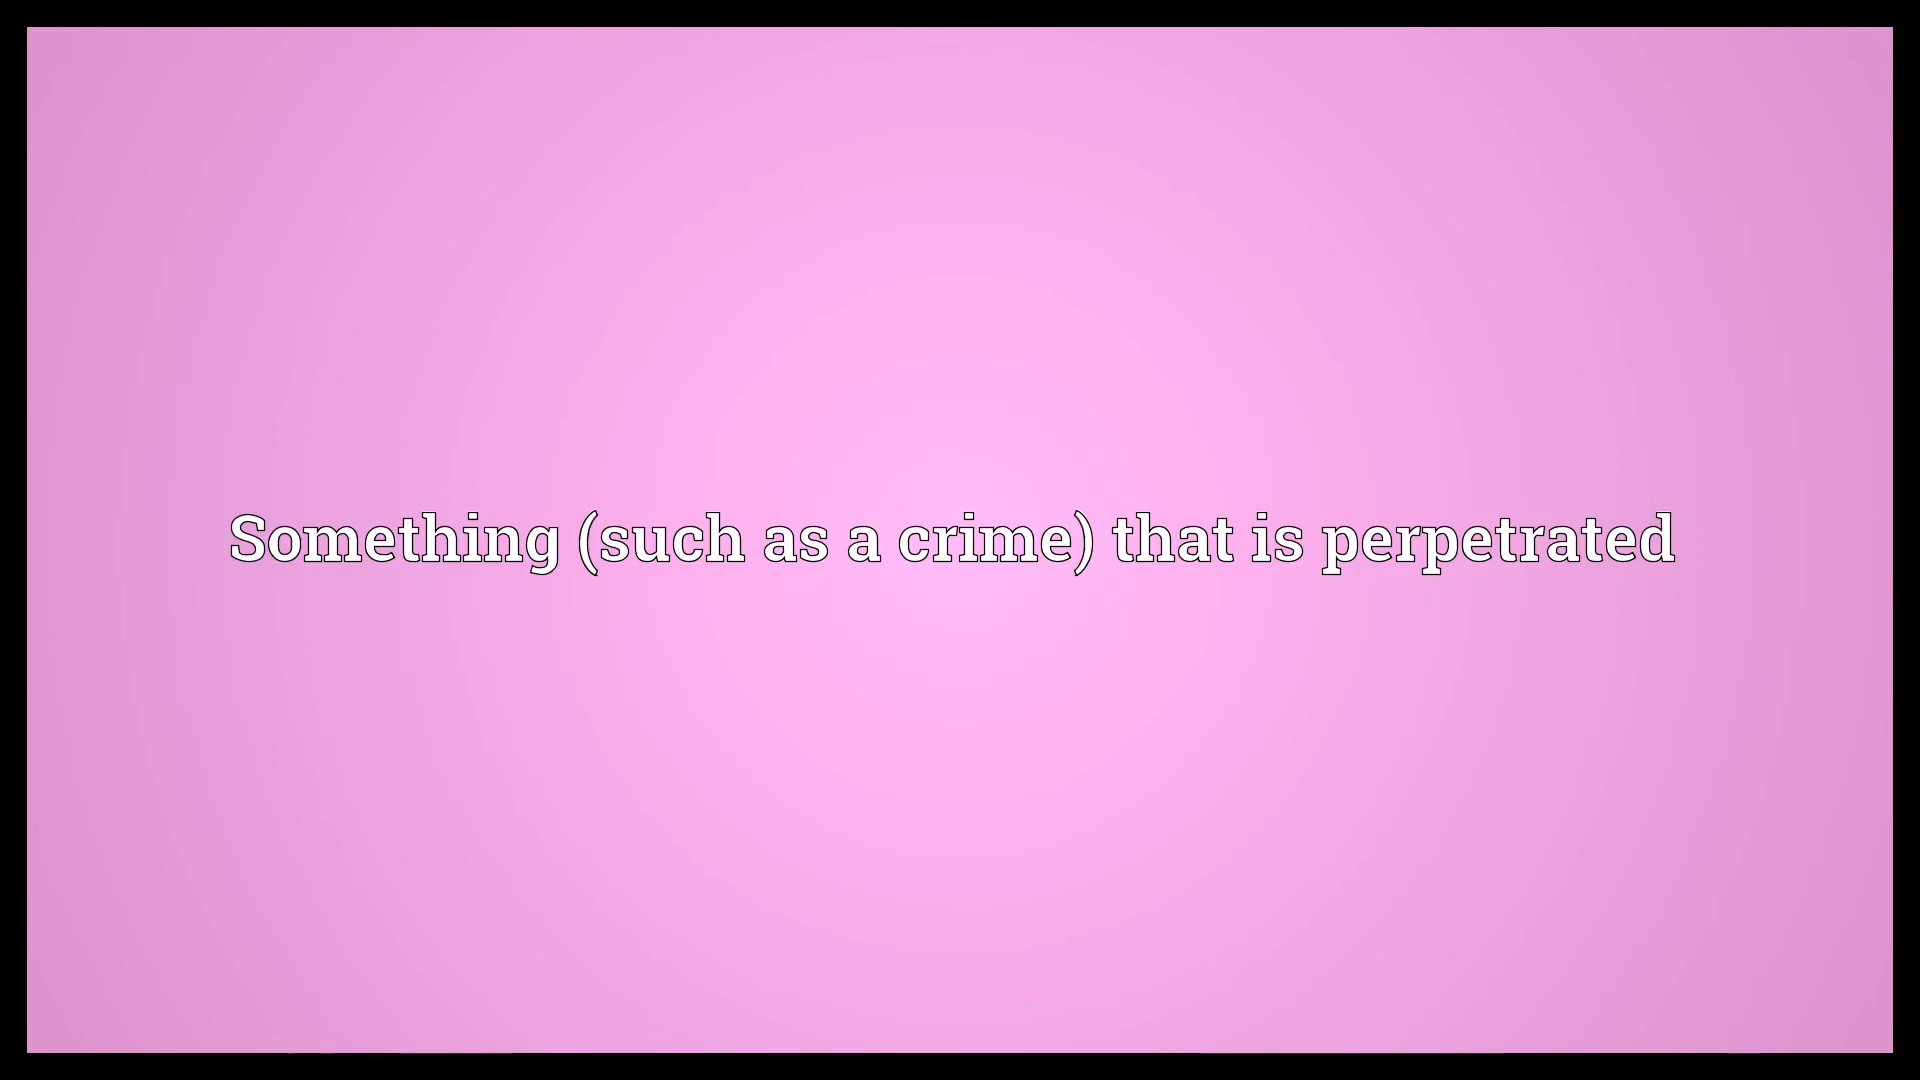 Something (such as a crime) that is perpetrated